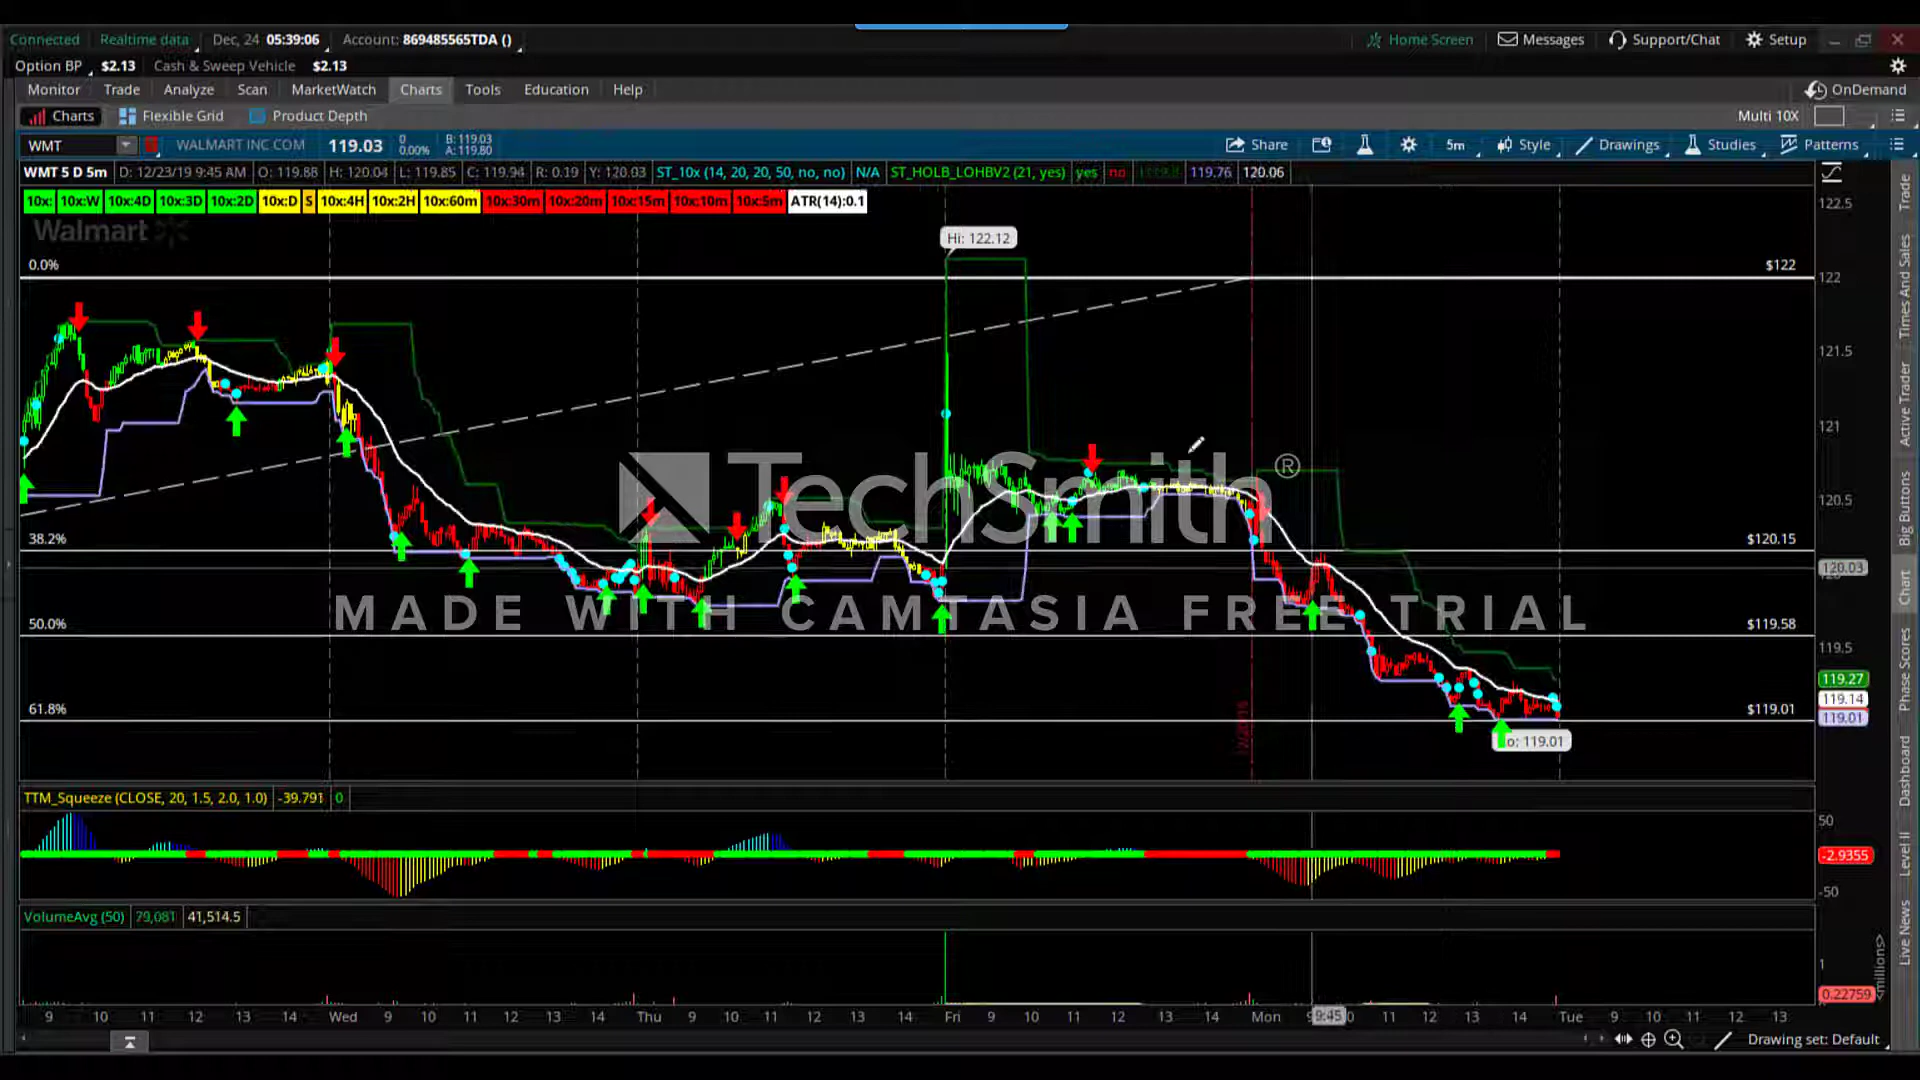 Connected Realtime data Dec, 24 05:39:06 Account: 869485565TDA () Home Screen Messages Support/Chat Setup
Option BP $2.13 Cash & Sweep Vehicle $2.13
Monitor Trade Analyze Scan MarketWatch Charts Tools Education Help OnDemand
Charts Flexible Grid Product Depth Multi 10X
WMT WALMART INC COM 119.03 0 0.00% B: 119.03 A: 119.80 Share 5m Style Drawings Studies Patterns
WMT 5 D 5m D: 12/23/19 9:45 AM O: 119.88 H: 120.04 L: 119.85 C: 119.94 R: 0.19 Y: 120.03 ST_10x (14, 20, 20, 50, no, no) N/A ST_HOLB_LOHBV2 (21, yes) yes no 119.76 120.06
10x: 10x:W 10x:4D 10x:3D 10x:2D 10x:D S 10x:4H 10x:2H 10x:60m 10x:30m 10x:20m 10x:15m 10x:10m 10x:5m ATR(14):0.1
122.5
Walmart
Hi: 122.12
0.0% $122 122
121.5
121
TechSmith®
120.5
38.2% $120.15
120.03
MADE WITH CAMTASIA FREE TRIAL
50.0% $119.58
119.5
119.27
119.14
61.8% $119.01 119.01
lo: 119.01
TTM_Squeeze (CLOSE, 20, 1.5, 2.0, 1.0) -39.791 0
50
-2.9355
-50
VolumeAvg (50) 79,081 41,514.5
1
0.22759
<millions>
9 10 11 12 13 14 Wed 9 10 11 12 13 14 Thu 9 10 11 12 13 14 Fri 9 10 11 12 13 14 Mon 9:45 11 12 13 14 Tue 9 10 11 12 13
Drawing set: Default
Trade
Times And Sales
Active Trader
Big Buttons
Chart
Phase Scores
Dashboard
Level II
Live News